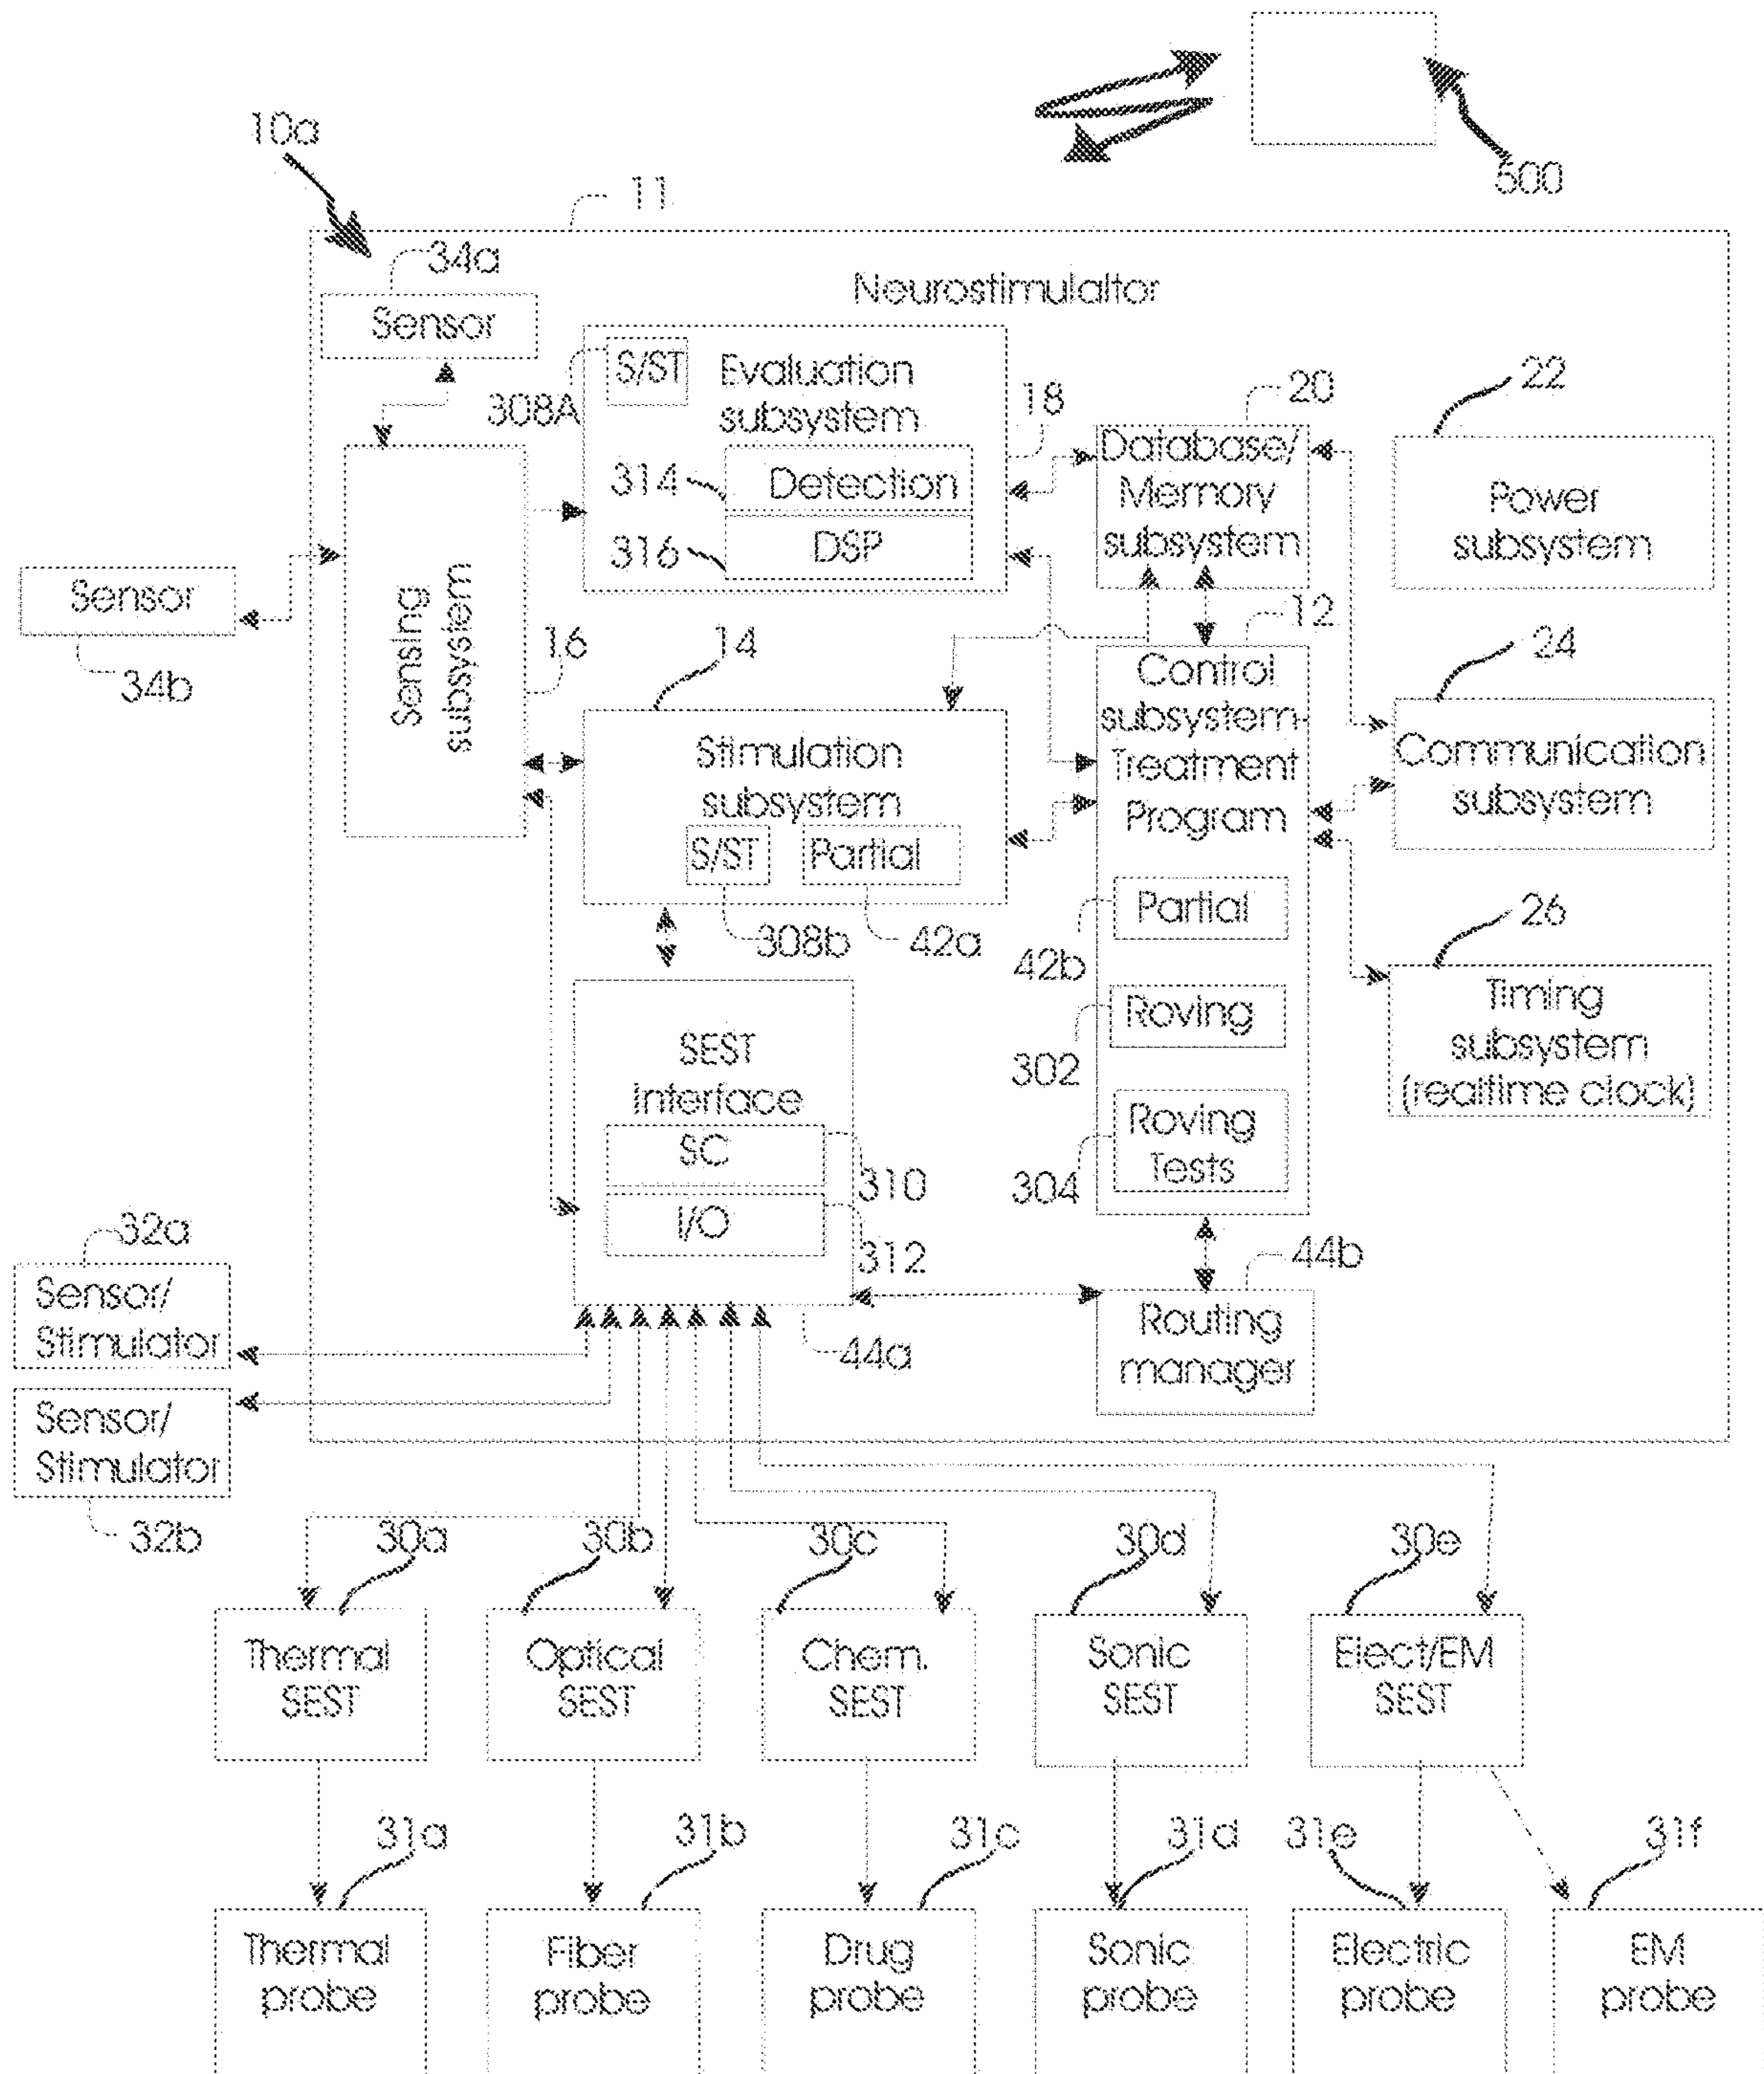 10a
500
11
34a
Neurostimulaltor
Sensor
S/ST
Evaluation
subsystem
308A
18
20
22
Database/
Memory
subsystem
Power
subsystem
314
Detection
316
DSP
Sensor
34b
Sensing
subsystem
16
14
12
24
Control
subsystem-
Treatment
Program
Communication
subsystem
Stimulation
subsystem
S/ST
Partial
308b
42a
Partial
42b
26
Roving
302
Timing
subsystem
(realtime clock)
SEST
Interface
SC
310
I/O
312
Roving
Tests
304
32a
Sensor/
Stimulator
44b
Routing
manager
44a
Sensor/
Stimulator
32b
30a
30b
30c
30d
30e
Thermal
SEST
Optical
SEST
Chem.
SEST
Sonic
SEST
Elect/EM
SEST
31a
31b
31c
31d
31e
31f
Thermal
probe
Fiber
probe
Drug
probe
Sonic
probe
Electric
probe
EM
probe